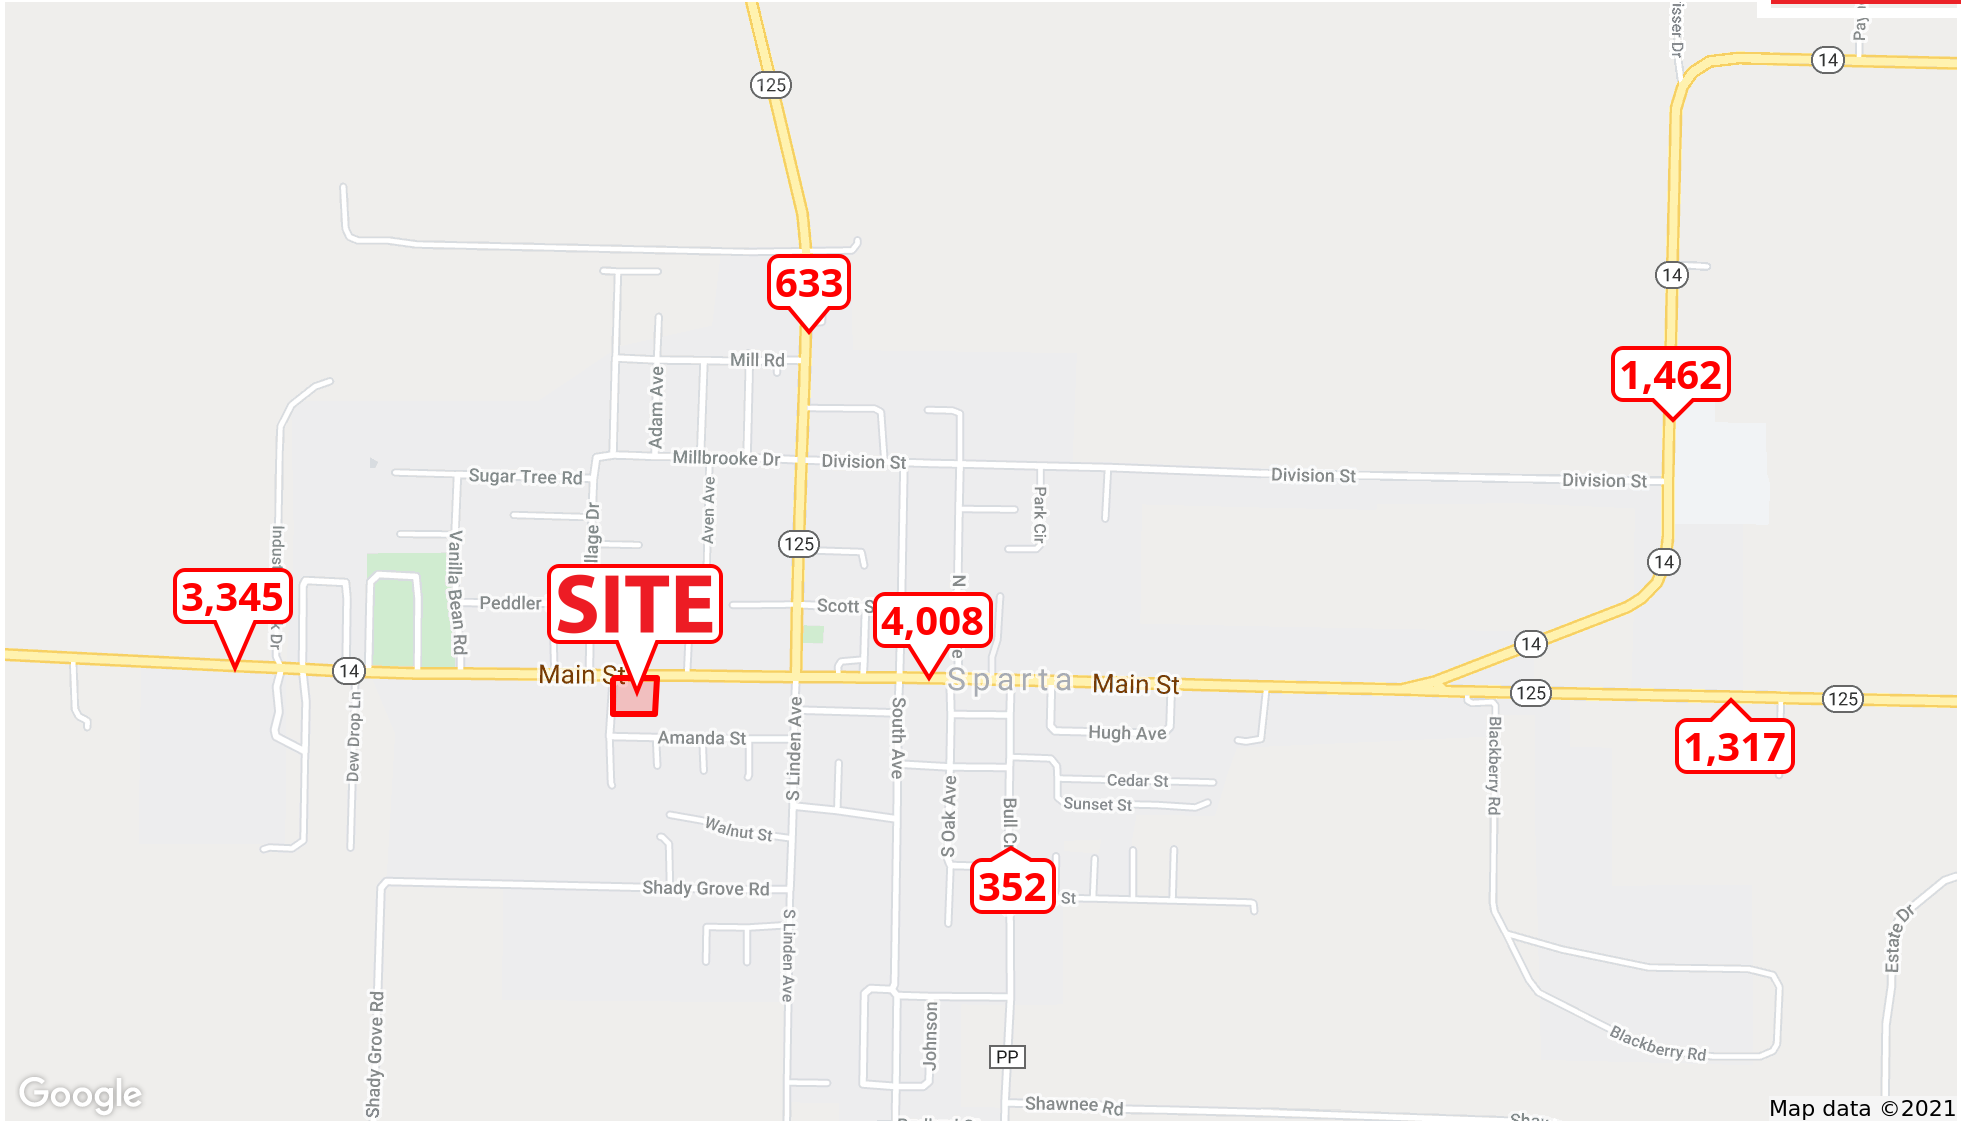 125
14
14
633
Mill Rd
Adam Ave
1,462
Millbrooke Dr
Division St
Division St
Division St
Sugar Tree Rd
Aven Ave
Park Cir
Vanilla Bean Rd
125
14
3,345
SITE
Peddler
Scott S
4,008
N
14
Main St
14
Sparta
Main St
125
125
1,317
Dew Drop Ln
Amanda St
S Linden Ave
South Ave
Hugh Ave
Blackberry Rd
Cedar St
Sunset St
S Oak Ave
Bull C
Walnut St
352
St
Shady Grove Rd
S Linden Ave
Estate Dr
Shady Grove Rd
Johnson
PP
Blackberry Rd
Shawnee Rd
Google
Map data ©2021